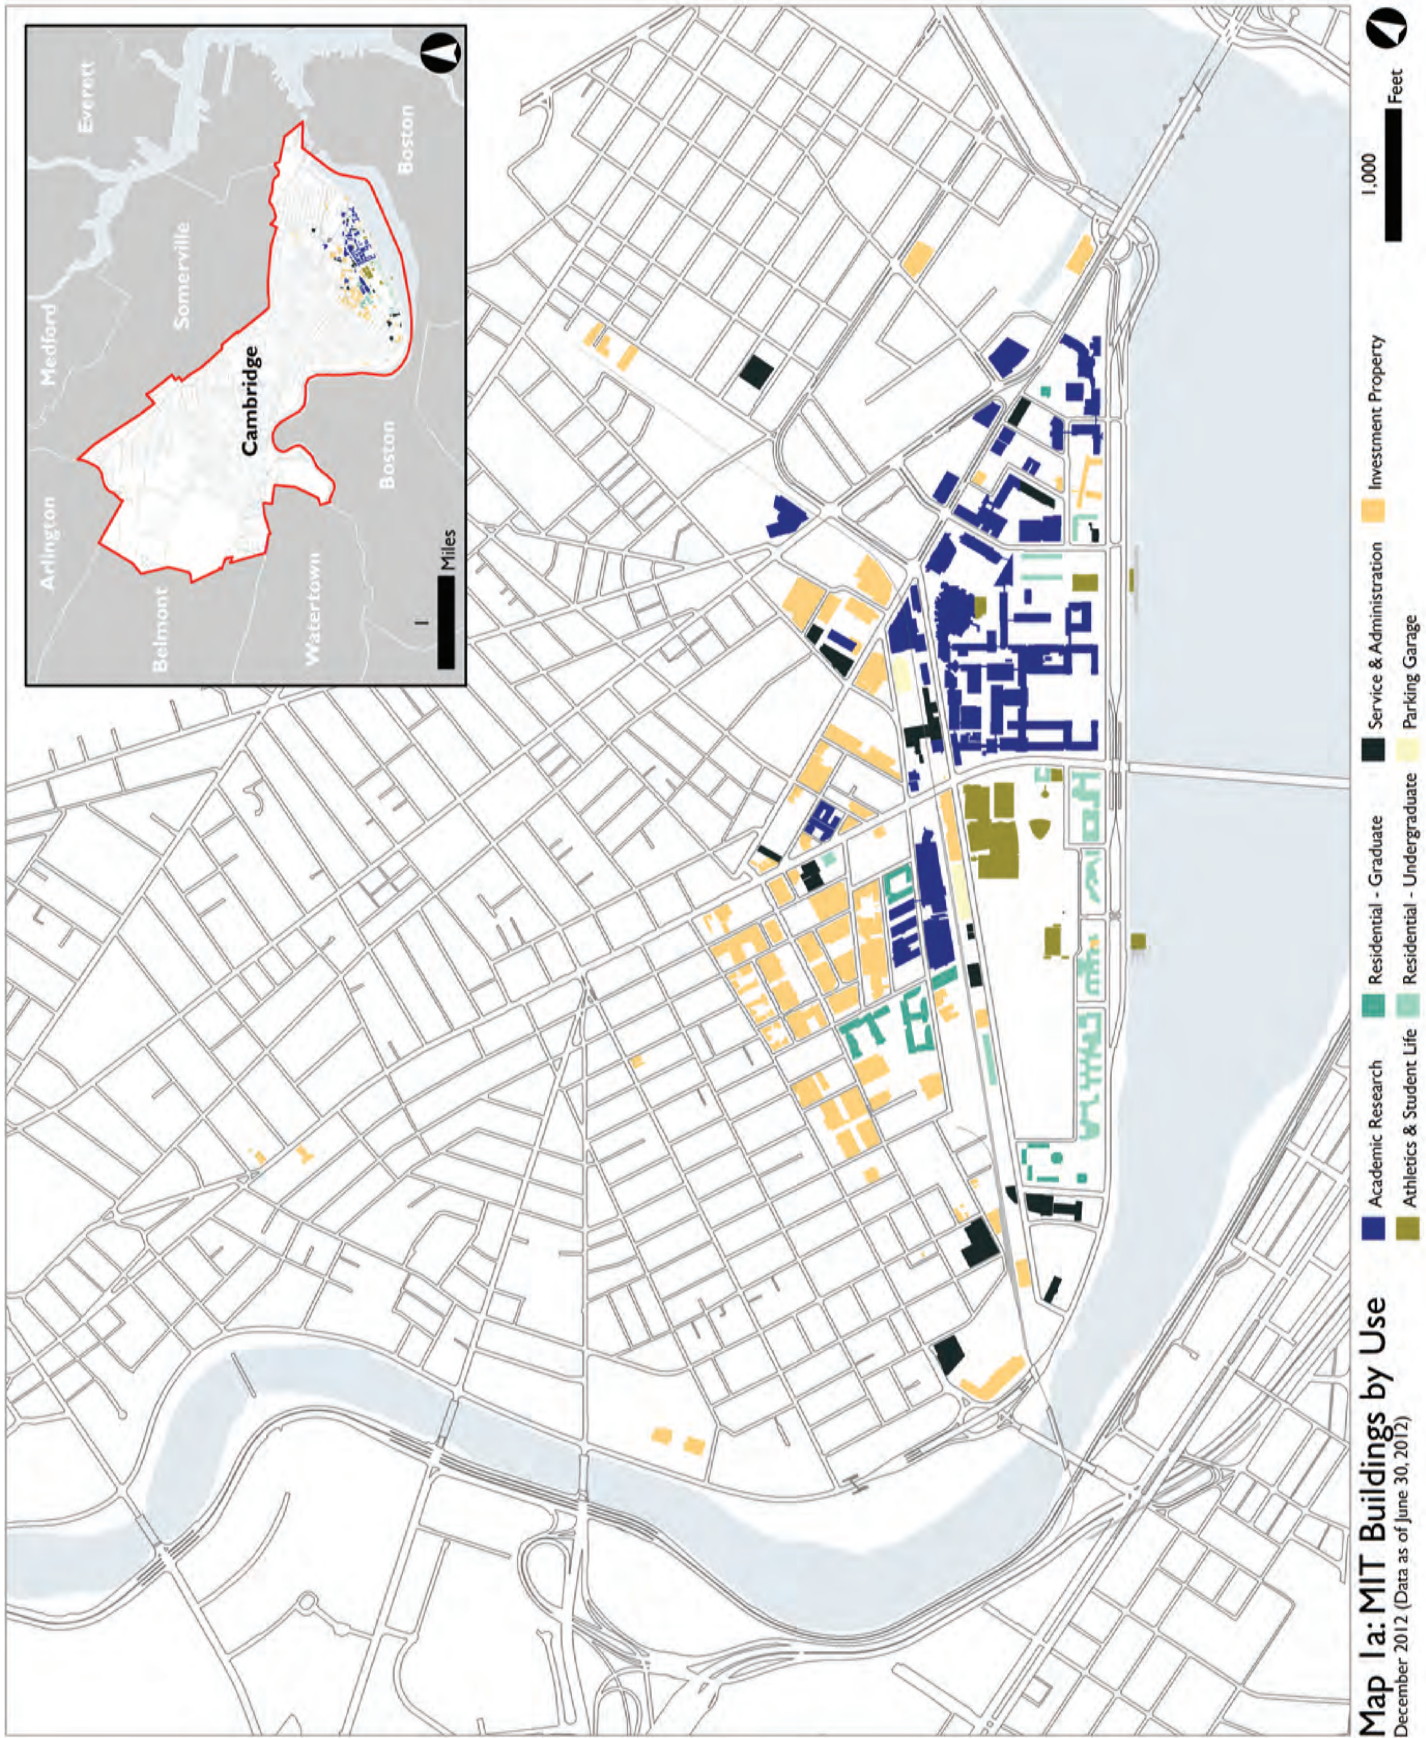 Everett
Medford
Somerville
Arlington
Cambridge
Boston
Belmont
Watertown
Boston
1
Miles
Map 1a: MIT Buildings by Use
December 2012 (Data as of June 30, 2012)
Academic Research
Residential - Graduate
Service & Administration
Investment Property
Athletics & Student Life
Residential - Undergraduate
Parking Garage
1,000
Feet